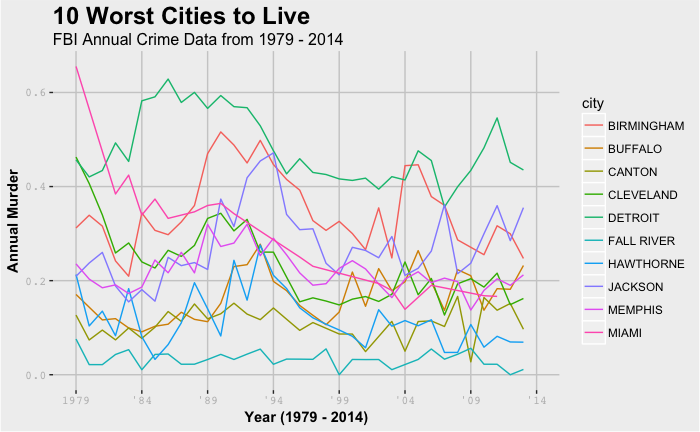 10 Worst Cities to Live
FBI Annual Crime Data from 1979 - 2014
Annual Murder
0.6
0.4
0.2
0.0
1979 '84 '89 '94 '99 '04 '09 '14
Year (1979 - 2014)
city
BIRMINGHAM
BUFFALO
CANTON
CLEVELAND
DETROIT
FALL RIVER
HAWTHORNE
JACKSON
MEMPHIS
MIAMI